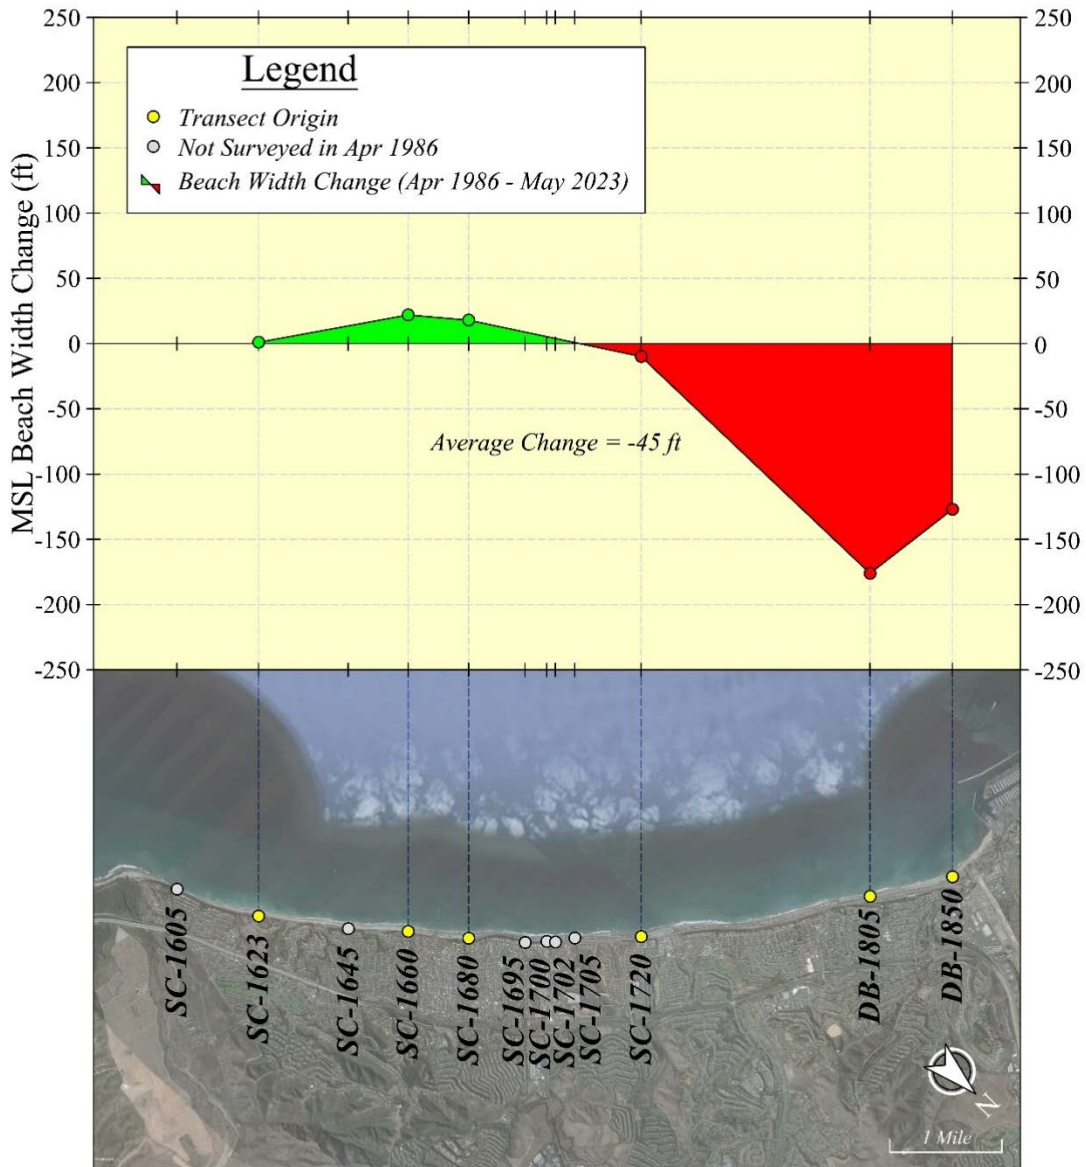 250
200
150
100
50
0
-50
-100
-150
-200
-250
MSL Beach Width Change (ft)
250
200
150
100
50
0
-50
-100
-150
-200
-250
Legend
Transect Origin
Not Surveyed in Apr 1986
Beach Width Change (Apr 1986 - May 2023)
Average Change = -45 ft
SC-1605
SC-1623
SC-1645
SC-1660
SC-1680
SC-1695
SC-1700
SC-1702
SC-1705
SC-1720
DB-1805
DB-1850
N
1 Mile